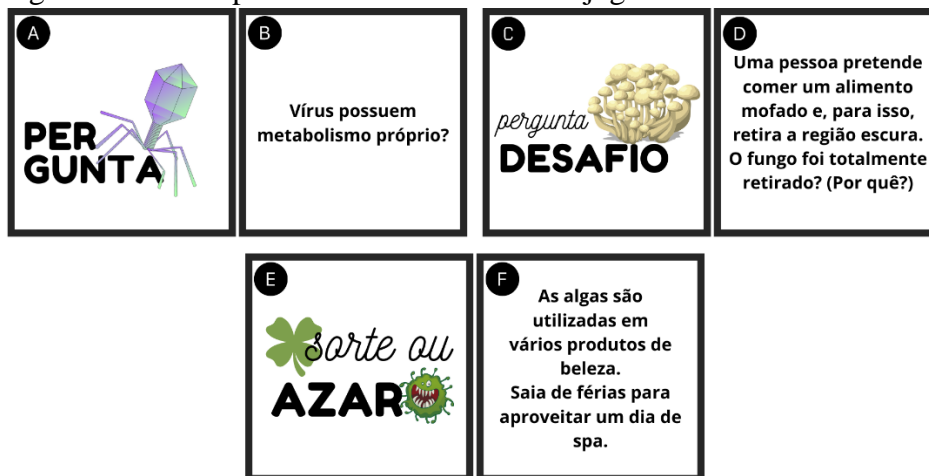 A
PER
GUNTA
B
Vírus possuem
metabolismo próprio?
C
pergunta
DESAFIO
D
Uma pessoa pretende
comer um alimento
mofado e, para isso,
retira a região escura.
O fungo foi totalmente
retirado? (Por quê?)
E
sorte ou
AZAR
F
As algas são
utilizadas em
vários produtos de
beleza.
Saia de férias para
aproveitar um dia de
spa.